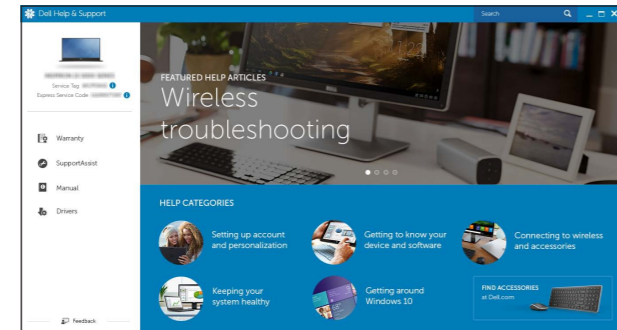 Dell Help & Support
Search
Service Tag:
Express Service Code:
Warranty
SupportAssist
Manual
Drivers
Feedback
FEATURED HELP ARTICLES
Wireless
troubleshooting
HELP CATEGORIES
Setting up account
and personalization
Getting to know your
device and software
Connecting to wireless
and accessories
Keeping your
system healthy
Getting around
Windows 10
FIND ACCESSORIES
at Dell.com